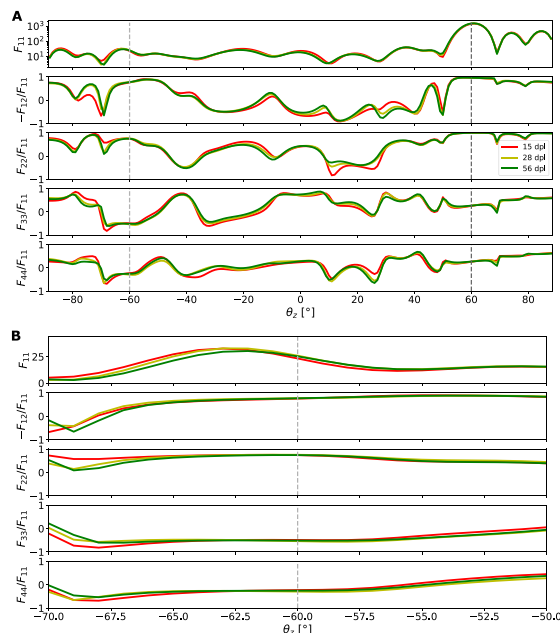 A
F₁₁
10³
10²
10¹
−F₁₂/F₁₁
1
0
−1
F₂₂/F₁₁
1
0
−1
15 dpl
28 dpl
56 dpl
F₃₃/F₁₁
1
0
−1
F₄₄/F₁₁
1
0
−1
−80 −60 −40 −20 0 20 40 60 80
θz [°]
B
F₁₁
25
0
−F₁₂/F₁₁
1
0
−1
F₂₂/F₁₁
1
0
−1
F₃₃/F₁₁
1
0
−1
F₄₄/F₁₁
1
0
−1
−70.0 −67.5 −65.0 −62.5 −60.0 −57.5 −55.0 −52.5 −50.0
θz [°]